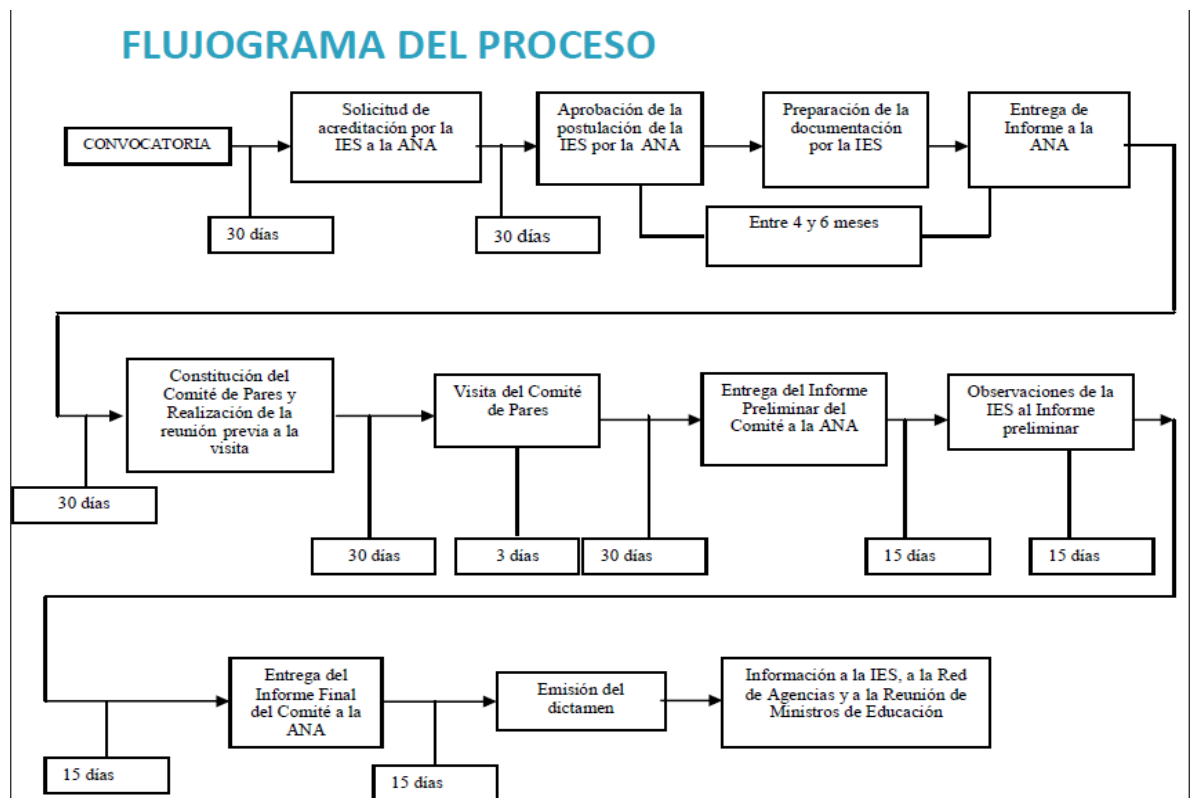 FLUJOGRAMA DEL PROCESO
CONVOCATORIA
Solicitud de
acreditación por la
IES a la ANA
Aprobación de la
postulación de la
IES por la ANA
Preparación de la
documentación
por la IES
Entrega de
Informe a la
ANA
30 días
30 días
Entre 4 y 6 meses
Constitución del
Comité de Pares y
Realización de la
reunión previa a la
visita
Visita del Comité
de Pares
Entrega del Informe
Preliminar del
Comité a la ANA
Observaciones de la
IES al Informe
preliminar
30 días
30 días
3 días
30 días
15 días
15 días
Entrega del
Informe Final
del Comité a la
ANA
Emisión del
dictamen
Información a la IES, a la Red
de Agencias y a la Reunión de
Ministros de Educación
15 días
15 días